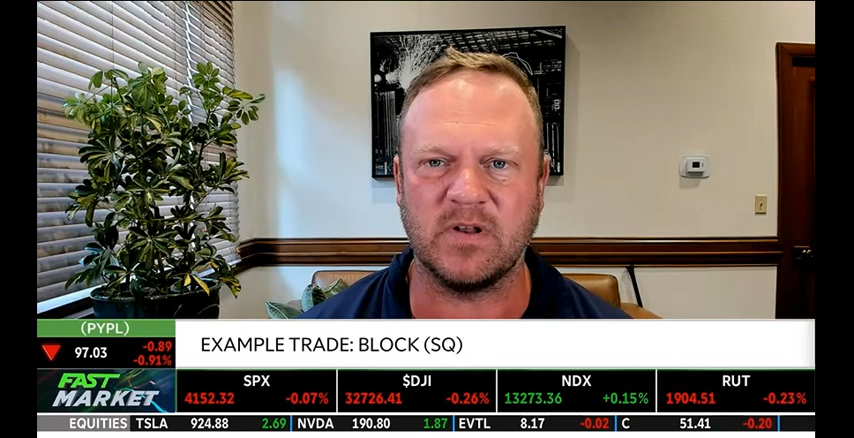 (PYPL)
97.03
-0.89
-0.91%
EXAMPLE TRADE: BLOCK (SQ)
FAST
MARKET
SPX
4152.32 -0.07%
$DJI
32726.41 -0.26%
NDX
13273.36 +0.15%
RUT
1904.51 -0.23%
EQUITIES TSLA 924.88 2.69 NVDA 190.80 1.87 EVTL 8.17 -0.02 C 51.41 -0.20